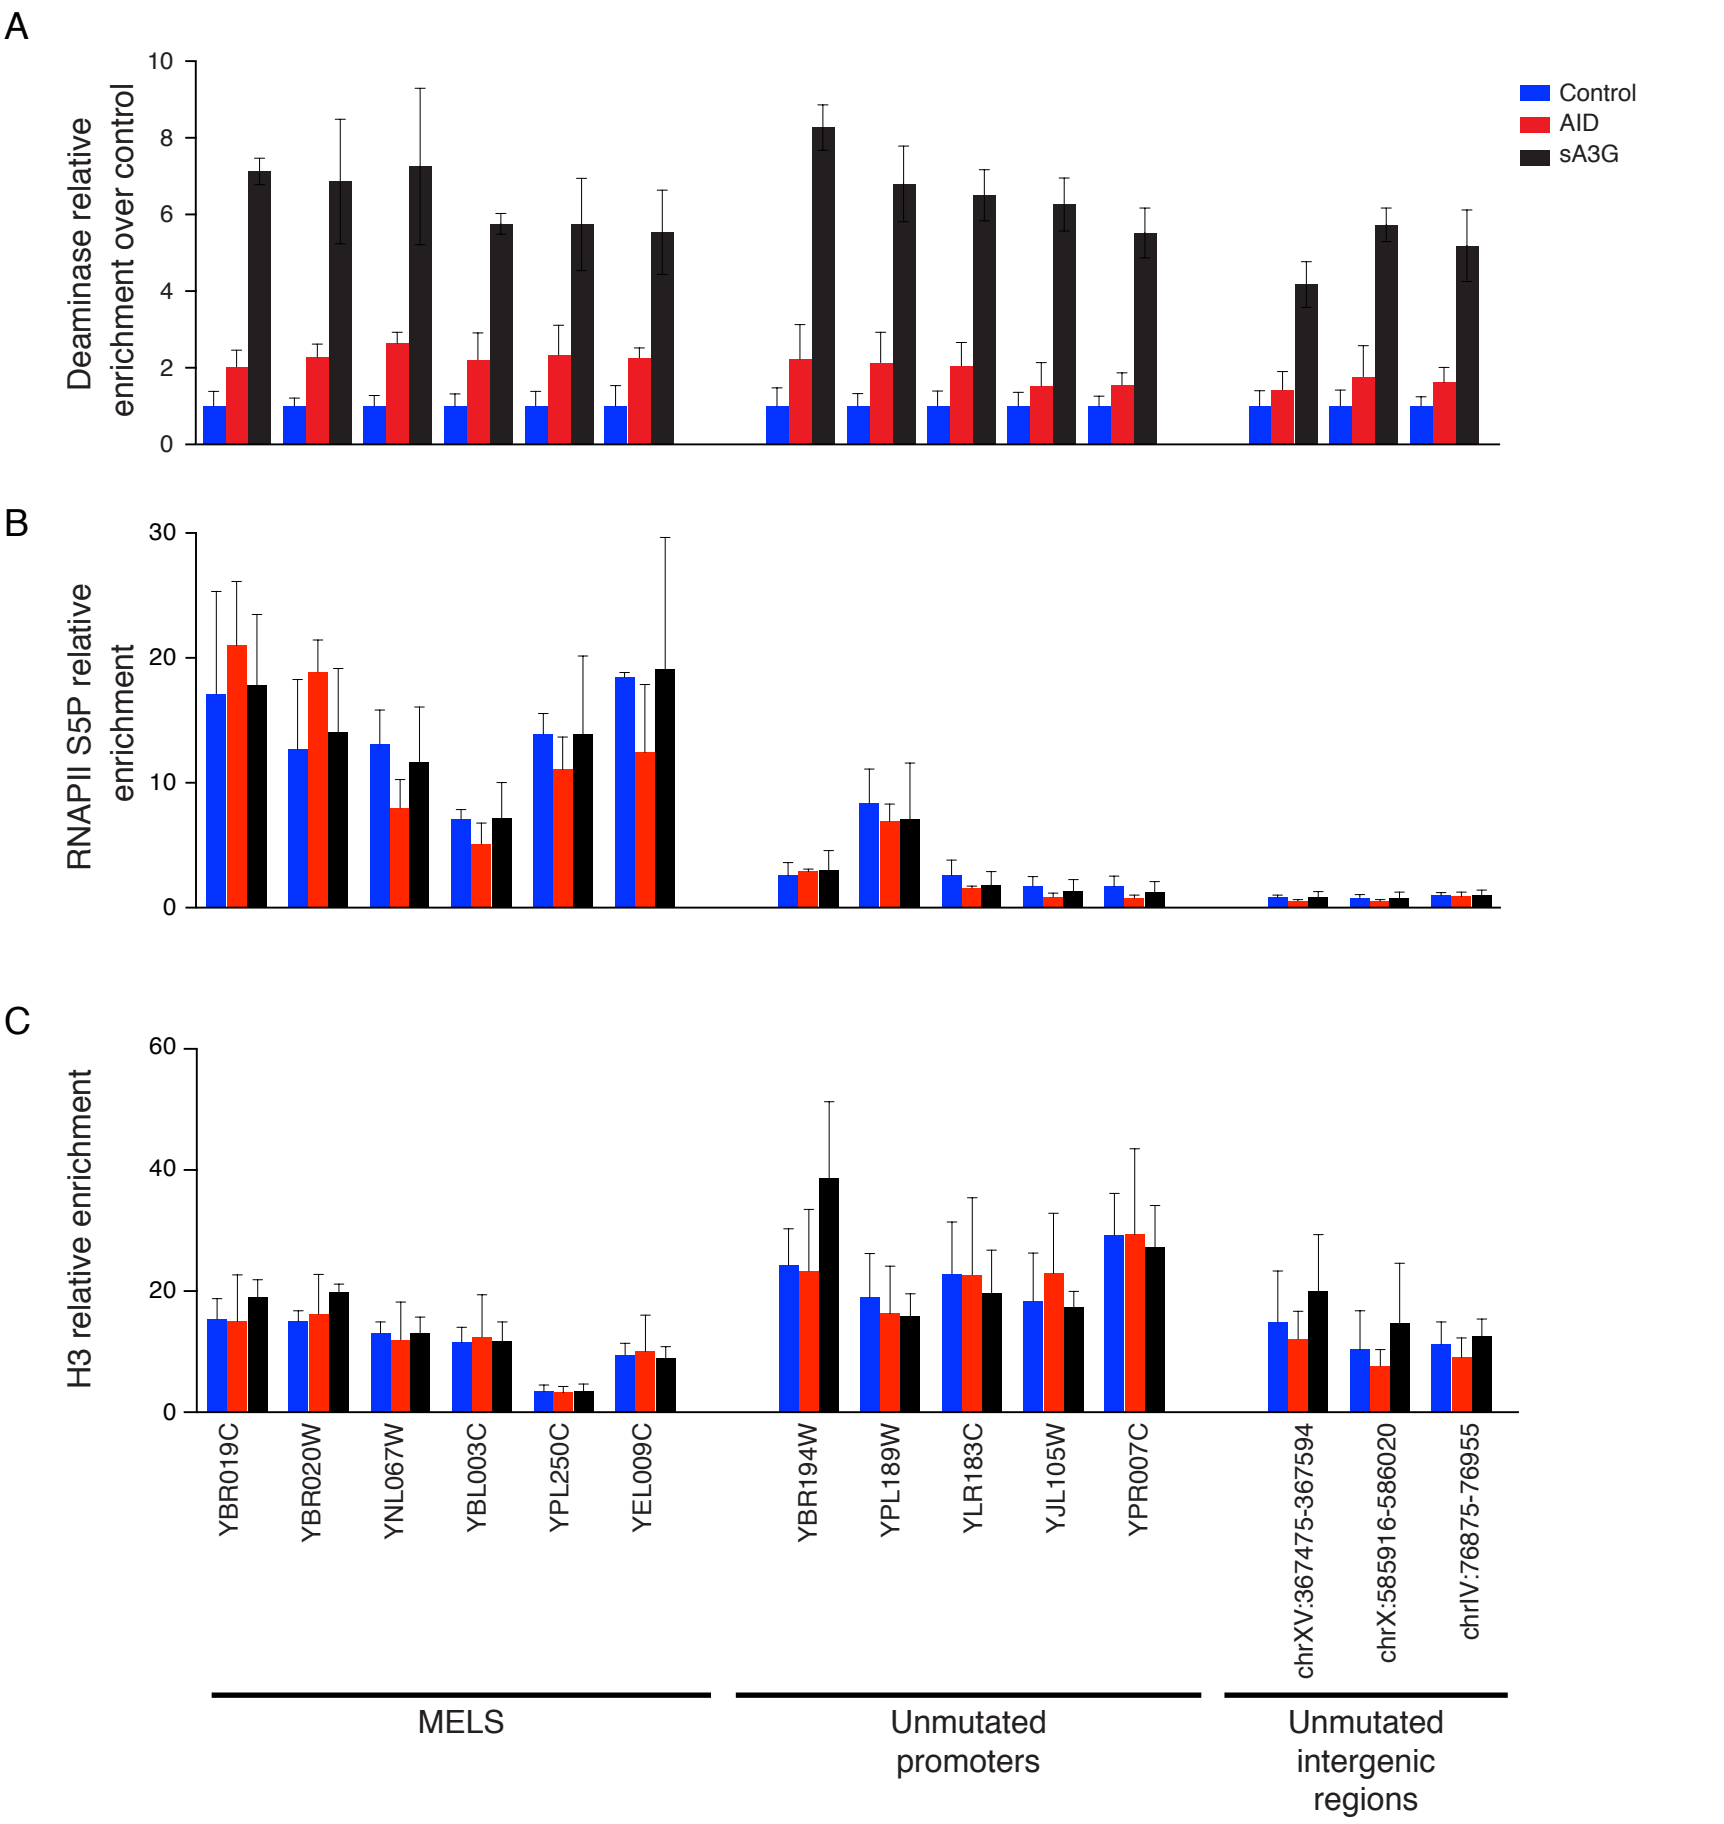 A
Deaminase relative
enrichment over control
10
8
6
4
2
0
Control
AID
sA3G
B
RNAPII S5P relative
enrichment
30
20
10
0
C
H3 relative enrichment
60
40
20
0
YBR019C
YBR020W
YNL067W
YBL003C
YPL250C
YEL009C
YBR194W
YPL189W
YLR183C
YJL105W
YPR007C
chrXV:367475-367594
chrX:585916-586020
chrIV:76875-76955
MELS
Unmutated
promoters
Unmutated
intergenic
regions